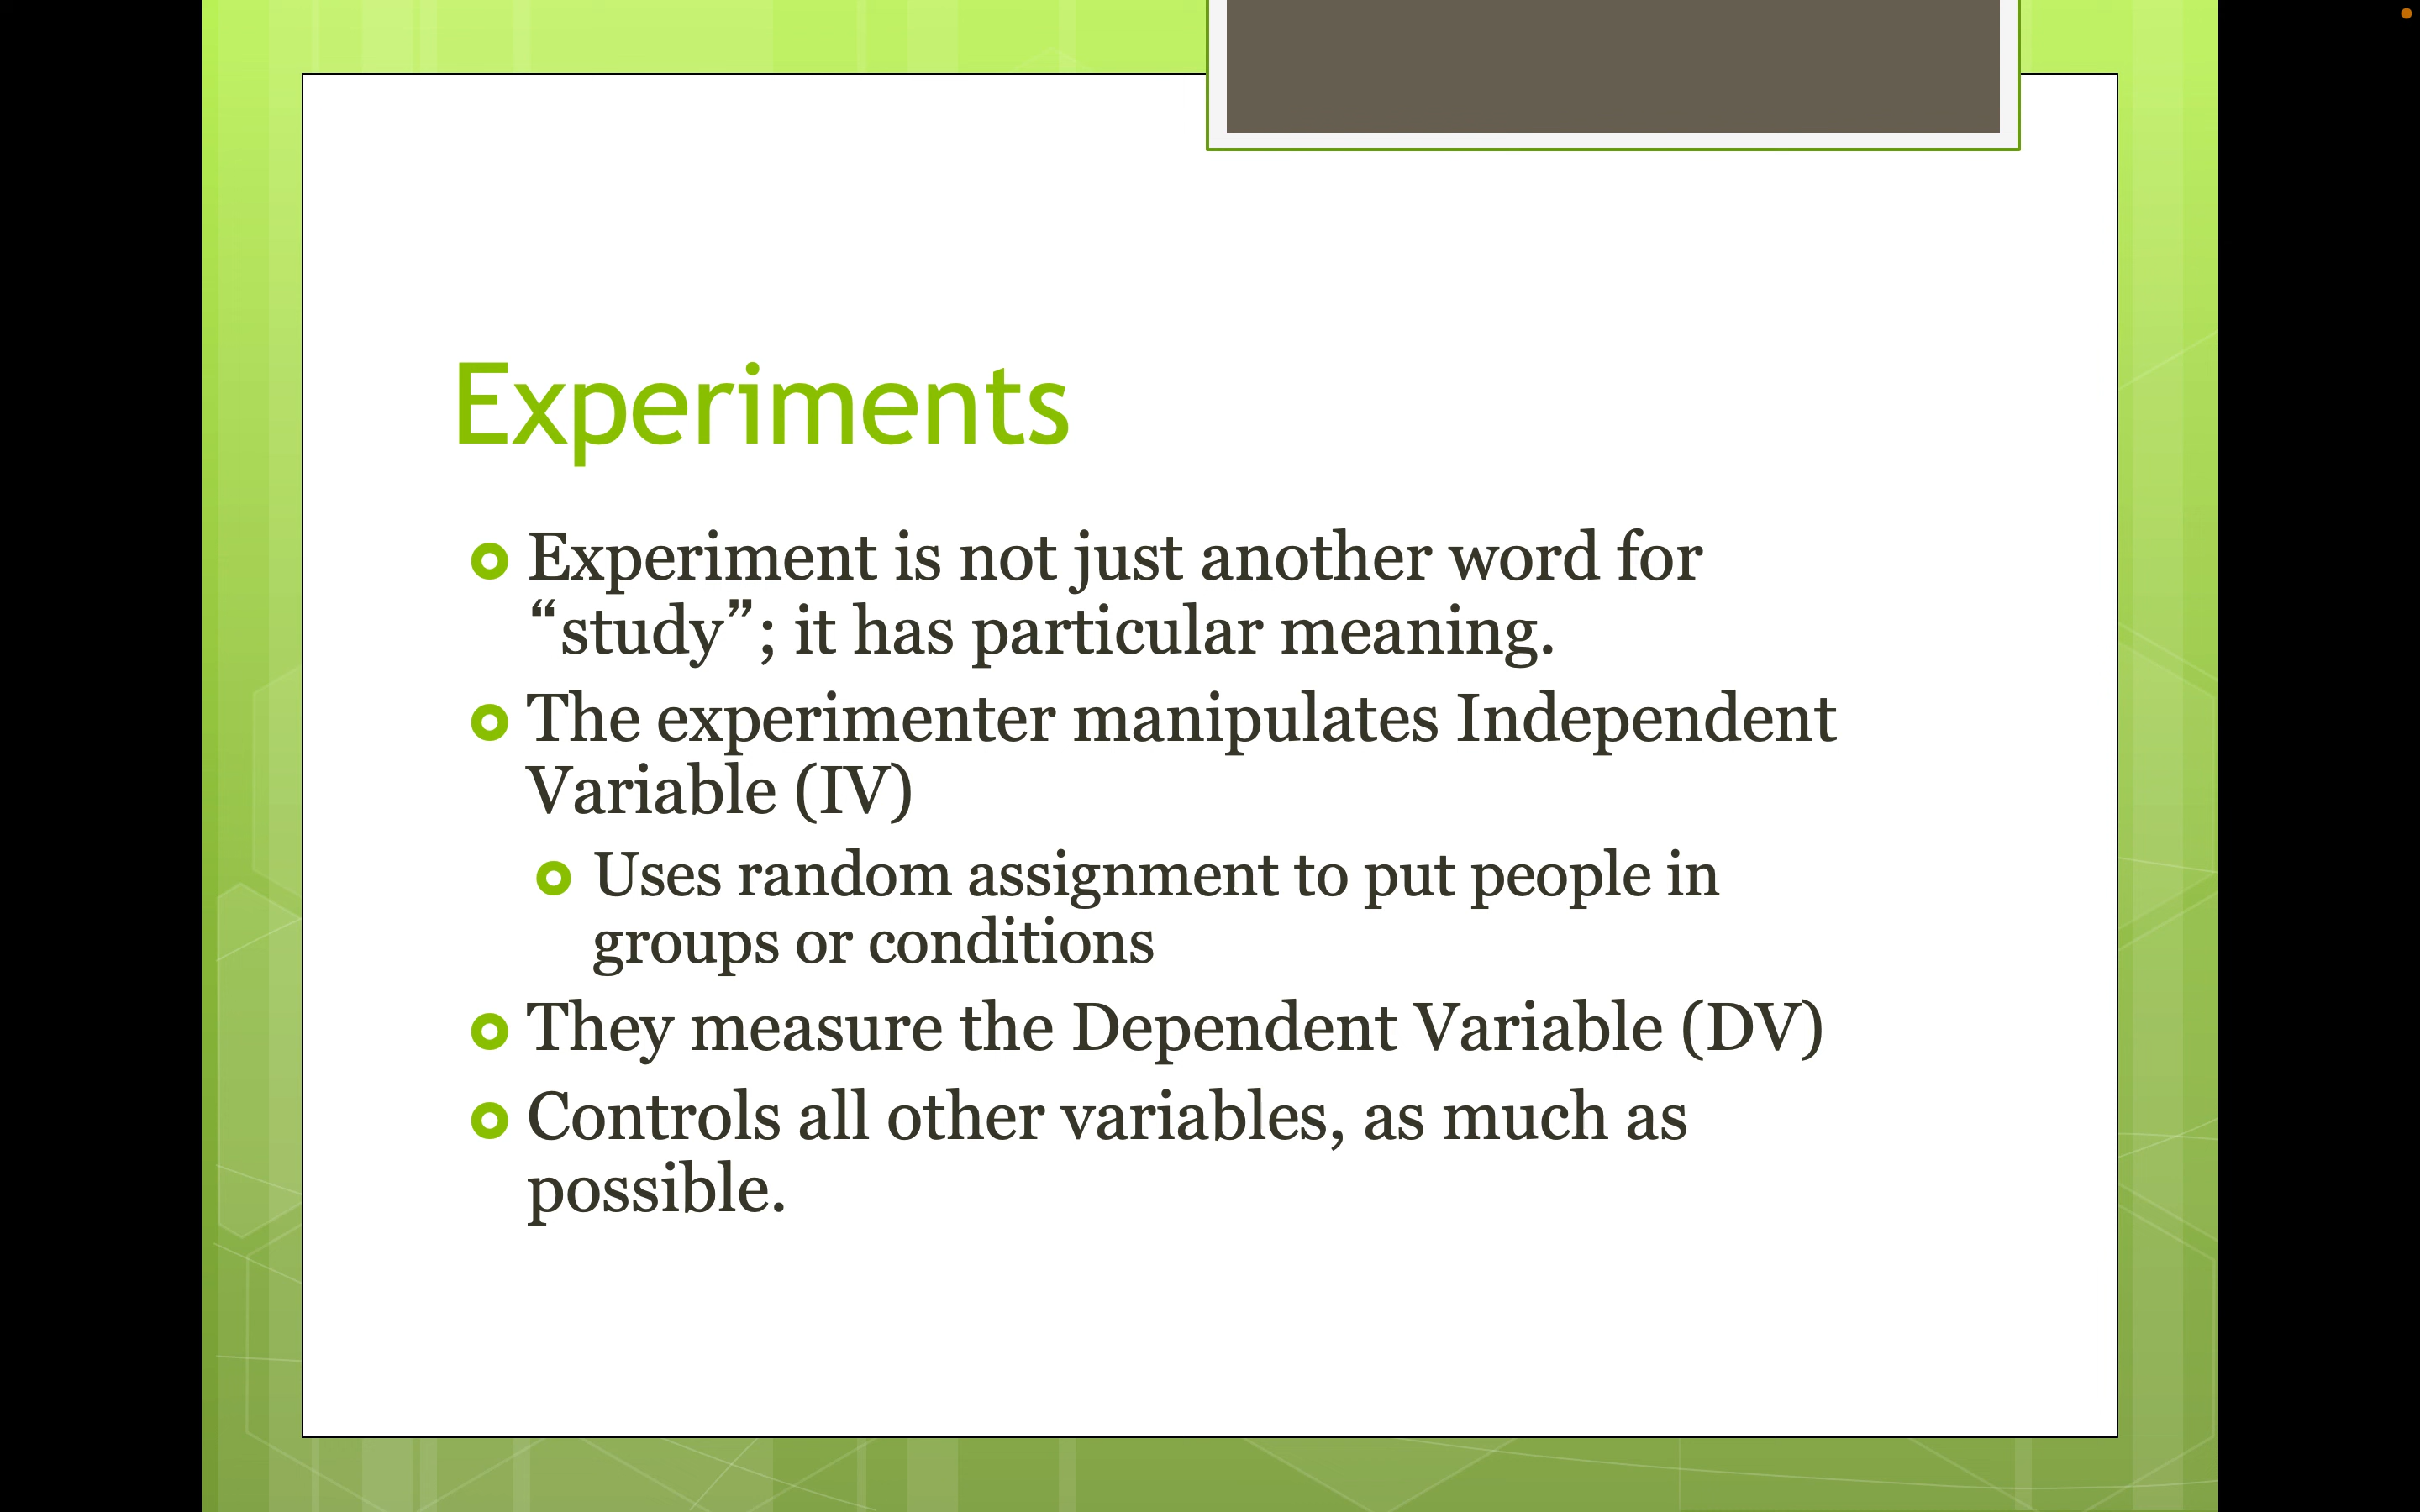 Experiments
Experiment is not just another word for
“study”; it has particular meaning.
The experimenter manipulates Independent
Variable (IV)
Uses random assignment to put people in
groups or conditions
They measure the Dependent Variable (DV)
Controls all other variables, as much as
possible.